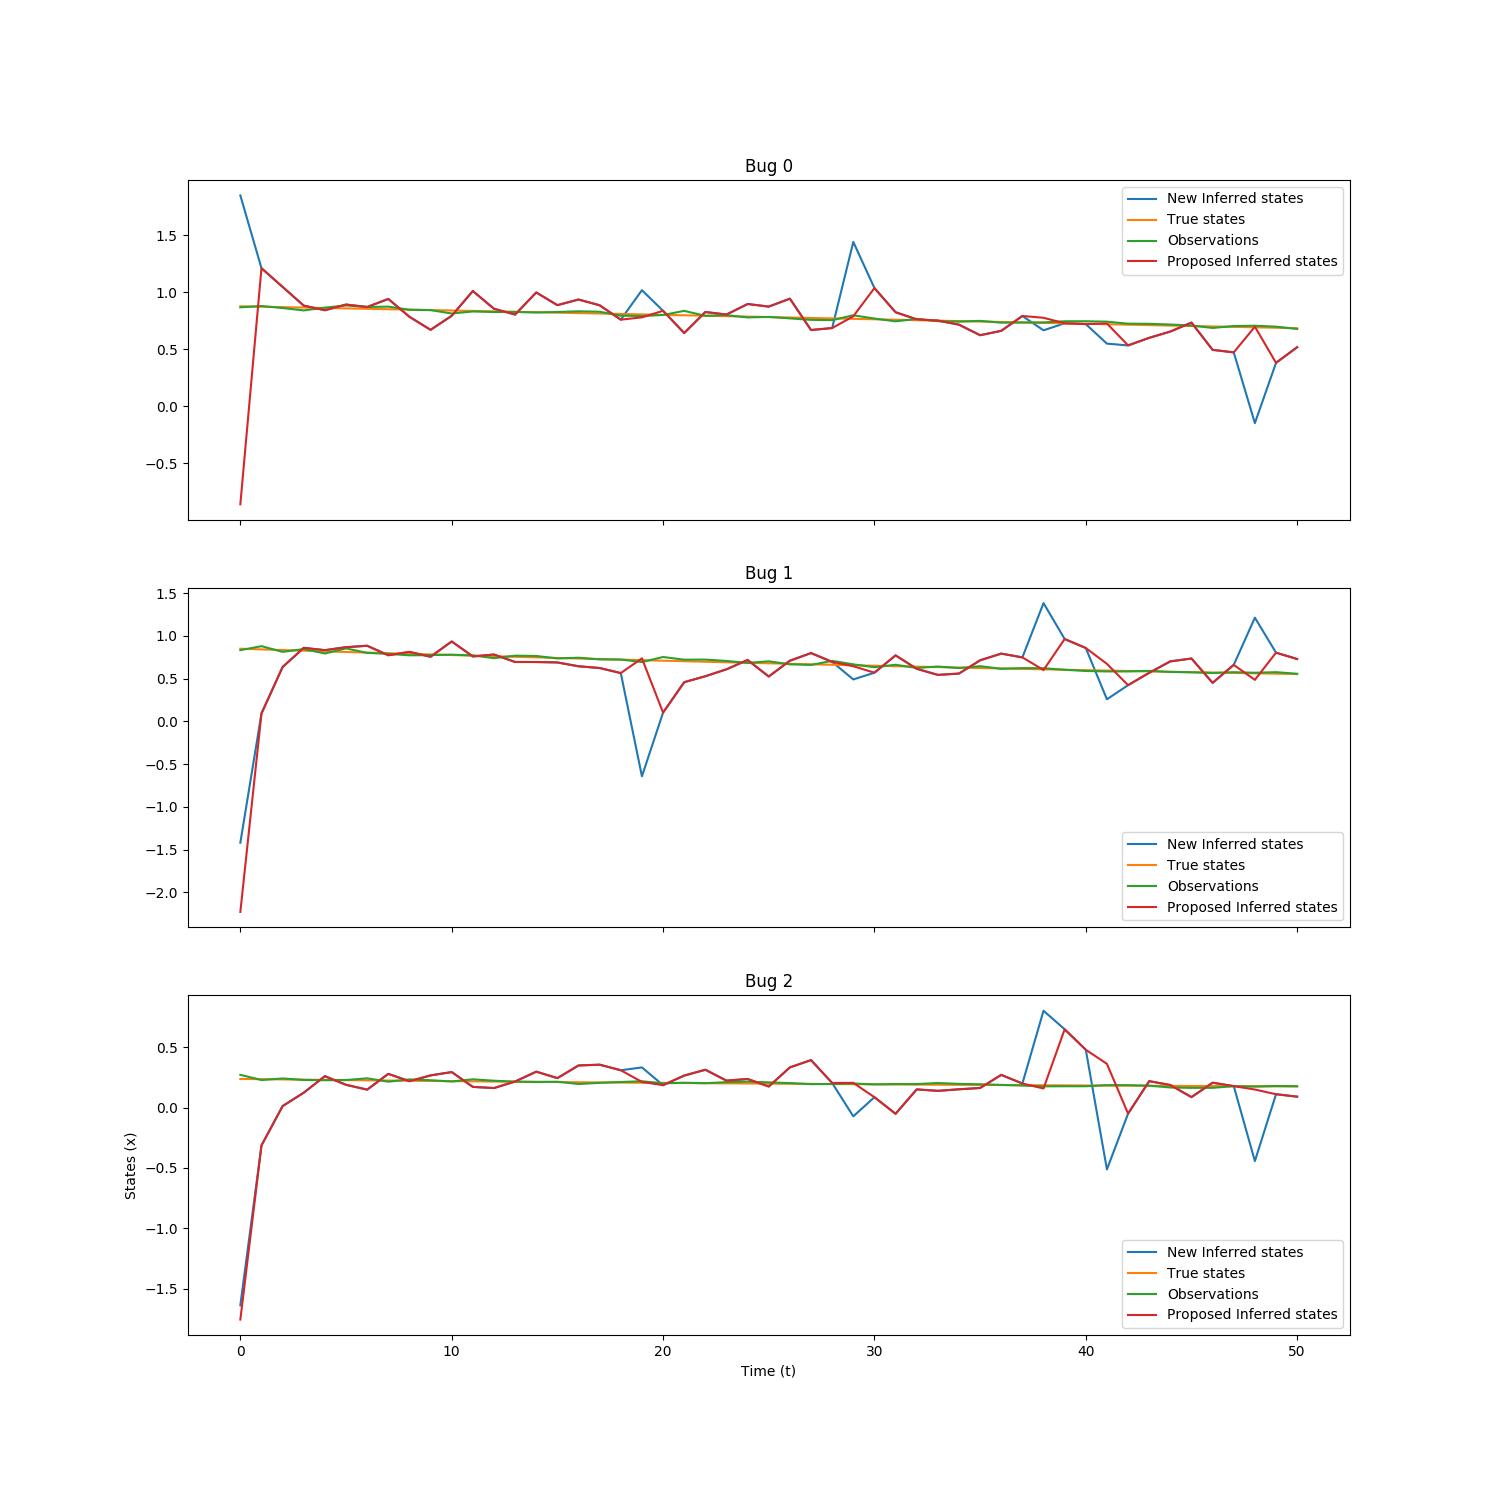 Bug 0
1.5
1.0
0.5
0.0
−0.5
New Inferred states
True states
Observations
Proposed Inferred states
Bug 1
1.5
1.0
0.5
0.0
−0.5
−1.0
−1.5
−2.0
New Inferred states
True states
Observations
Proposed Inferred states
Bug 2
0.5
0.0
−0.5
−1.0
−1.5
States (x)
New Inferred states
True states
Observations
Proposed Inferred states
0 10 20 30 40 50
Time (t)